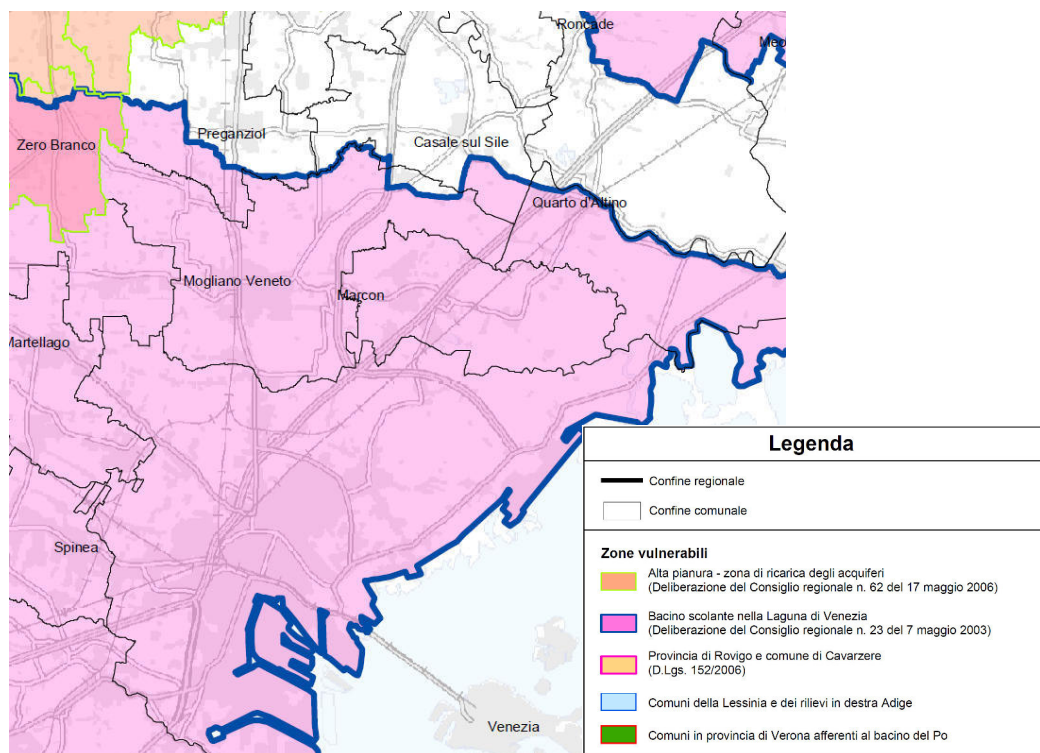 Roncade
Meo
Zero Branco
Preganziol
Casale sul Sile
Quarto d'Altino
Mogliano Veneto
Marcon
Martellago
Spinea
Venezia
Legenda
Confine regionale
Confine comunale
Zone vulnerabili
Alta pianura - zona di ricarica degli acquiferi
(Deliberazione del Consiglio regionale n. 62 del 17 maggio 2006)
Bacino scolante nella Laguna di Venezia
(Deliberazione del Consiglio regionale n. 23 del 7 maggio 2003)
Provincia di Rovigo e comune di Cavarzere
(D.Lgs. 152/2006)
Comuni della Lessinia e dei rilievi in destra Adige
Comuni in provincia di Verona afferenti al bacino del Po